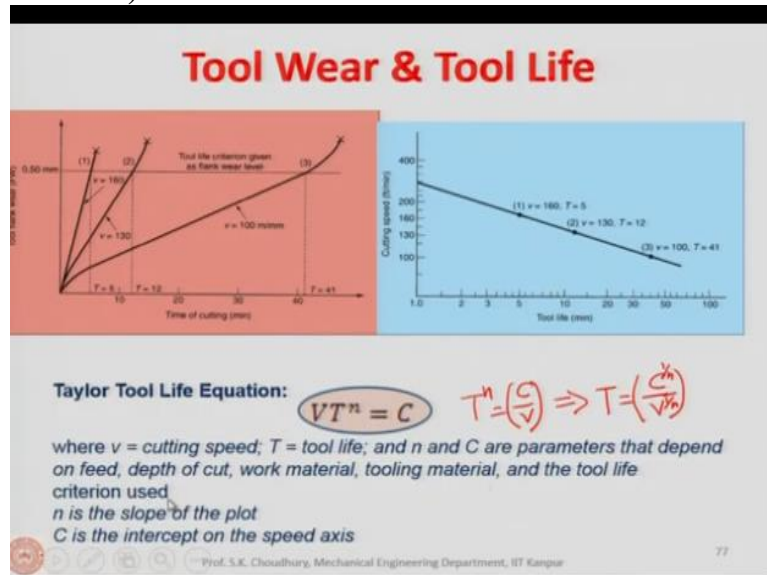 Tool Wear & Tool Life
0.50 mm
Tool life criterion given
as flank wear level
(1)
(2)
(3)
v = 160
v = 130
v = 100 m/min
T = 5
T = 12
T = 41
10
20
30
40
Time of cutting (min)
Cutting speed (ft/min)
400
200
160
130
100
(1) v = 160, T = 5
(2) v = 130, T = 12
(3) v = 100, T = 41
1.0
2
3
5
10
20
30
50
100
Tool life (min)
Taylor Tool Life Equation:
VTⁿ = C
Tⁿ = (C/V) ⇒ T = (C^(1/n)/V^(1/n))
where v = cutting speed; T = tool life; and n and C are parameters that depend
on feed, depth of cut, work material, tooling material, and the tool life
criterion used
n is the slope of the plot
C is the intercept on the speed axis
Prof. S.K. Choudhury, Mechanical Engineering Department, IIT Kanpur
77